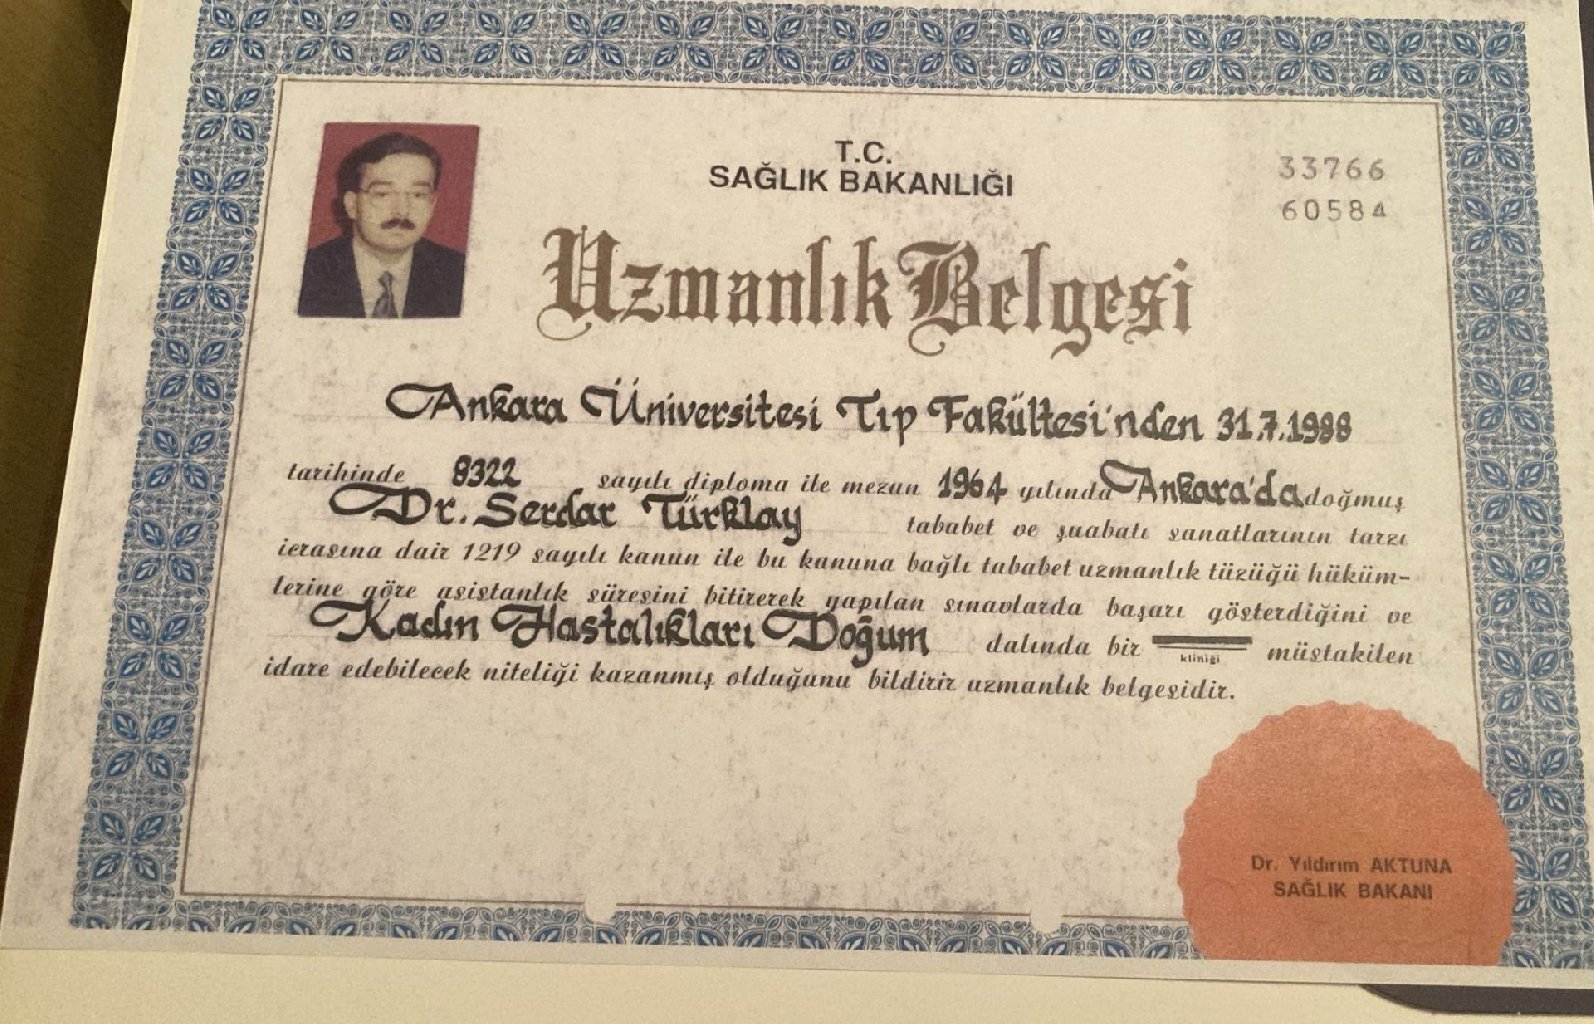 T.C.
SAĞLIK BAKANLIĞI
33766
60584
Uzmanlık Belgesi
Ankara Üniversitesi Tıp Fakültesi'nden 31.7.1988
tarihinde 8322 sayılı diploma ile mezun 1964 yılında Ankara'da doğmuş
Dr. Serdar Türklay tababet ve şuabatı sanatlarının tarzı
icrasına dair 1219 sayılı kanun ile bu kanuna bağlı tababet uzmanlık tüzüğü hüküm-
lerine göre asistanlık süresini bitirerek yapılan sınavlarda başarı gösterdiğini ve
Kadın Hastalıkları Doğum dalında bir kliniği müstakilen
idare edebilecek niteliği kazanmış olduğunu bildirir uzmanlık belgesidir.
Dr. Yıldırım AKTUNA
SAĞLIK BAKANI